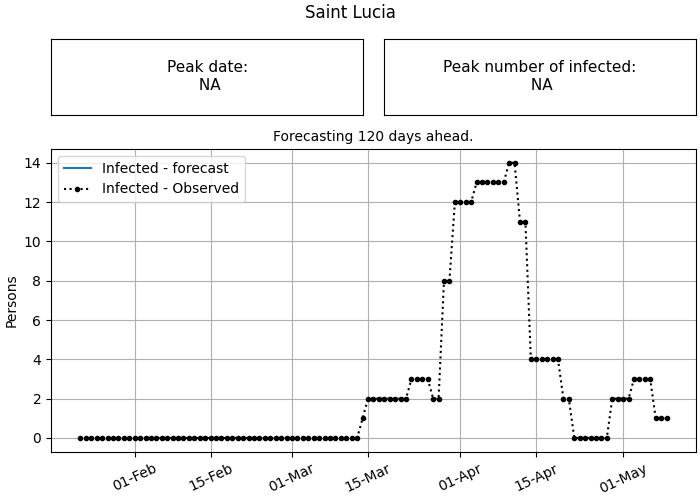 Saint Lucia
Peak date:
NA
Peak number of infected:
NA
Forecasting 120 days ahead.
Infected - forecast
Infected - Observed
Persons
14
12
10
8
6
4
2
0
01-Feb
15-Feb
01-Mar
15-Mar
01-Apr
15-Apr
01-May